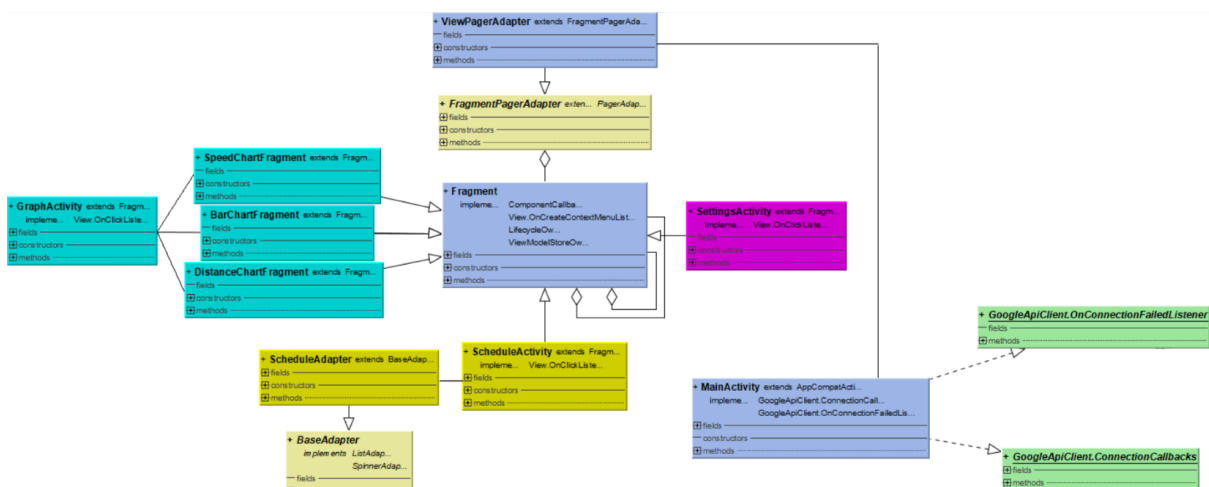 + ViewPagerAdapter extends FragmentPagerAda...
fields
constructors
methods
+ FragmentPagerAdapter exten... PagerAdap...
fields
constructors
methods
+ SpeedChartFragment extends Fragm...
fields
constructors
methods
+ GraphActivity extends Fragm...
impleme... View.OnClickListe...
fields
constructors
methods
+ BarChartFragment extends Fragm...
fields
constructors
methods
+ DistanceChartFragment extends Fragm...
fields
constructors
methods
+ Fragment
impleme... ComponentCallba...
View.OnCreateContextMenuList...
LifecycleOw...
ViewModelStoreOw...
fields
constructors
methods
+ SettingsActivity extends Fragm...
impleme... View.OnClickListe...
fields
constructors
methods
+ ScheduleAdapter extends BaseAdap...
fields
constructors
methods
+ ScheduleActivity extends Fragm...
impleme... View.OnClickListe...
fields
constructors
methods
+ BaseAdapter
implements ListAdap...
SpinnerAdap...
fields
+ MainActivity extends AppCompatActi...
impleme... GoogleApiClient.ConnectionCall...
GoogleApiClient.OnConnectionFailedLis...
fields
constructors
methods
+ GoogleApiClient.OnConnectionFailedListener
fields
methods
+ GoogleApiClient.ConnectionCallbacks
fields
methods